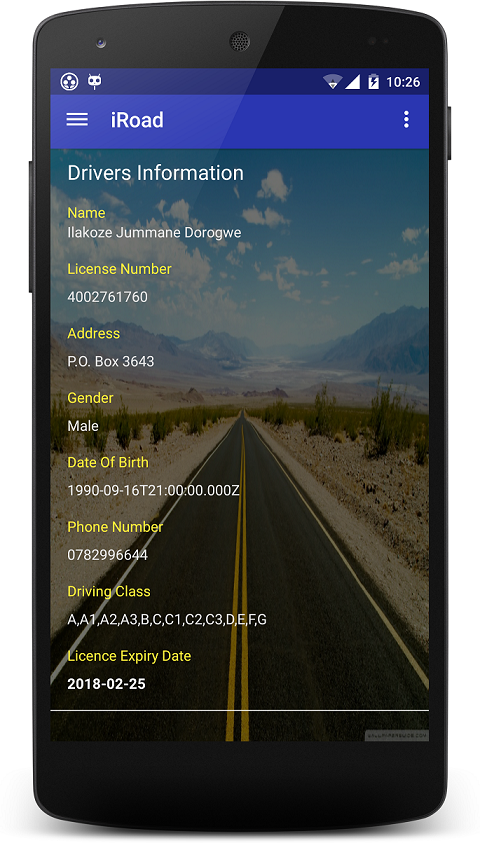 10:26
iRoad
Drivers Information
Name
Ilakoze Jummane Dorogwe
License Number
4002761760
Address
P.O. Box 3643
Gender
Male
Date Of Birth
1990-09-16T21:00:00.000Z
Phone Number
0782996644
Driving Class
A,A1,A2,A3,B,C,C1,C2,C3,D,E,F,G
Licence Expiry Date
2018-02-25